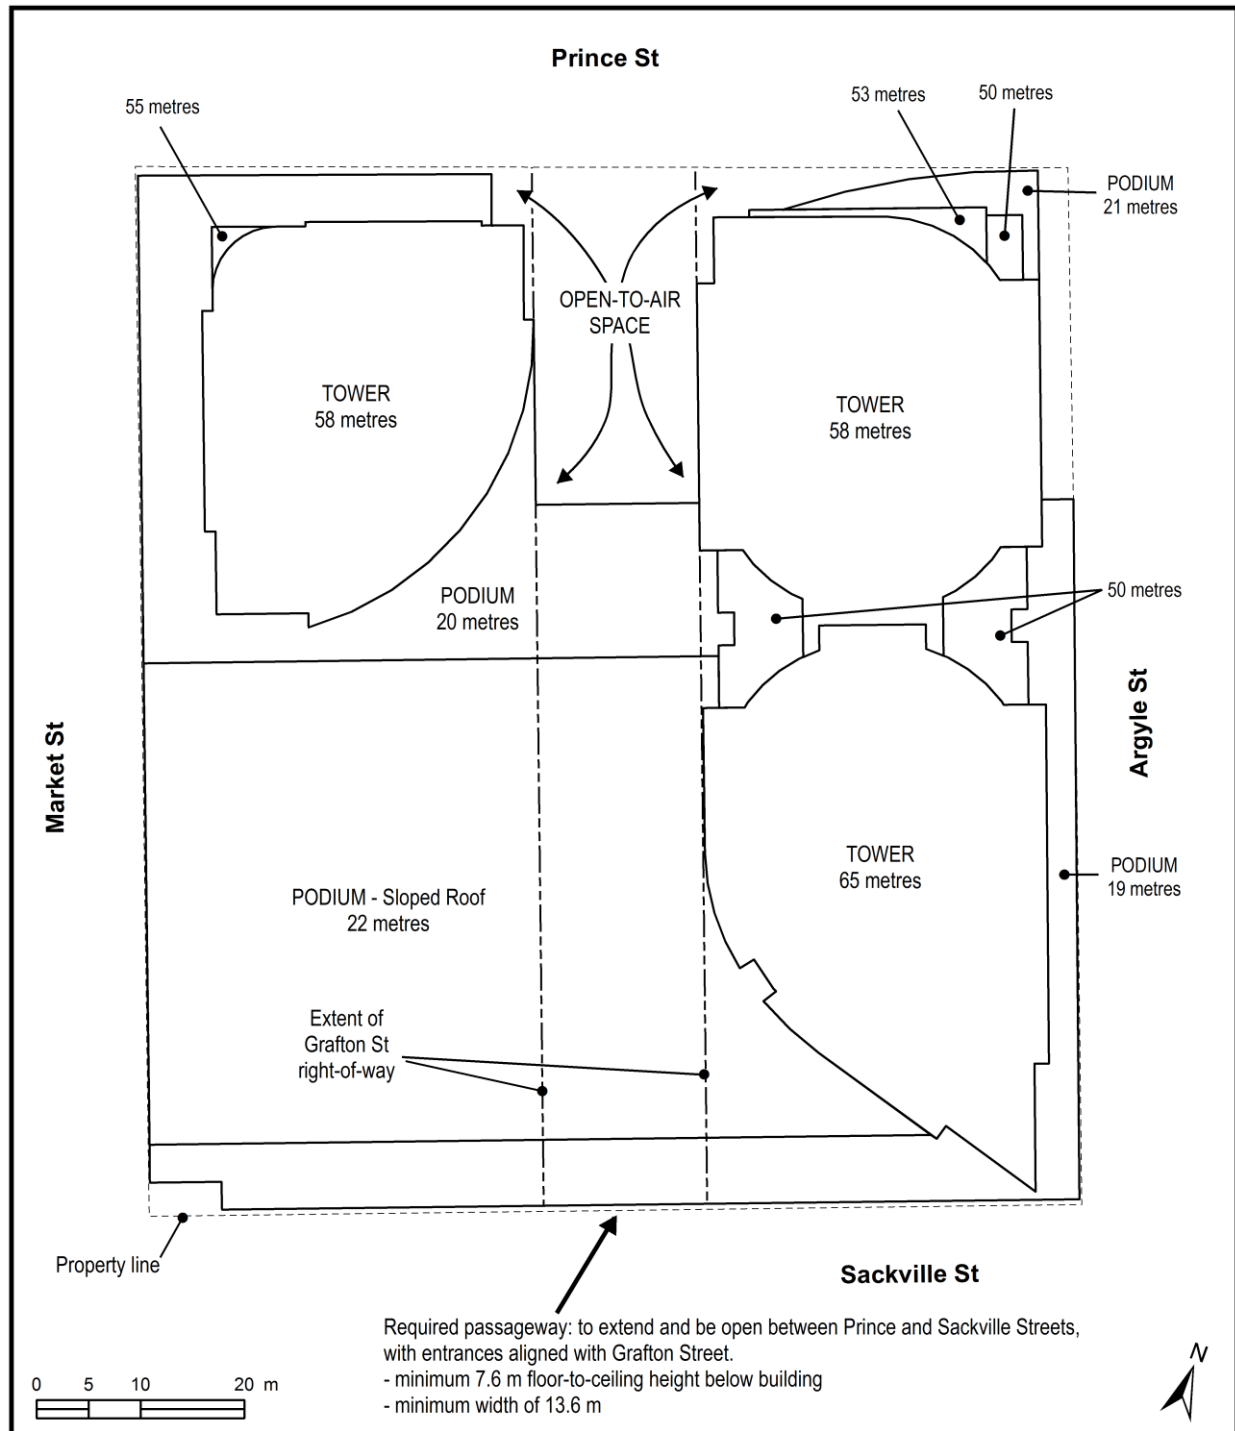 Prince St
55 metres
53 metres
50 metres
PODIUM
21 metres
OPEN-TO-AIR
SPACE
TOWER
58 metres
TOWER
58 metres
PODIUM
20 metres
50 metres
Market St
Argyle St
TOWER
65 metres
PODIUM
19 metres
PODIUM - Sloped Roof
22 metres
Extent of
Grafton St
right-of-way
Property line
Sackville St
Required passageway: to extend and be open between Prince and Sackville Streets,
with entrances aligned with Grafton Street.
- minimum 7.6 m floor-to-ceiling height below building
- minimum width of 13.6 m
0 5 10 20 m
N